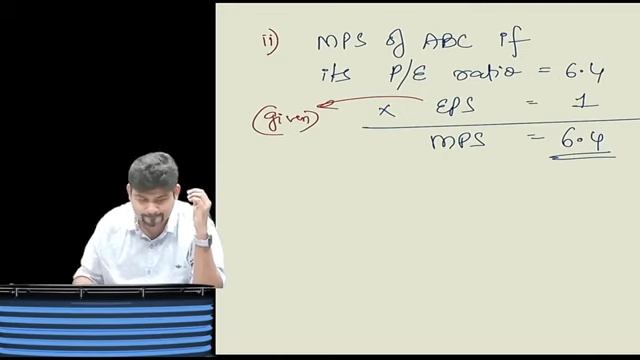 ii) MPS of ABC if
its P/E ratio = 6.4
(given) x EPS = 1
MPS = 6.4